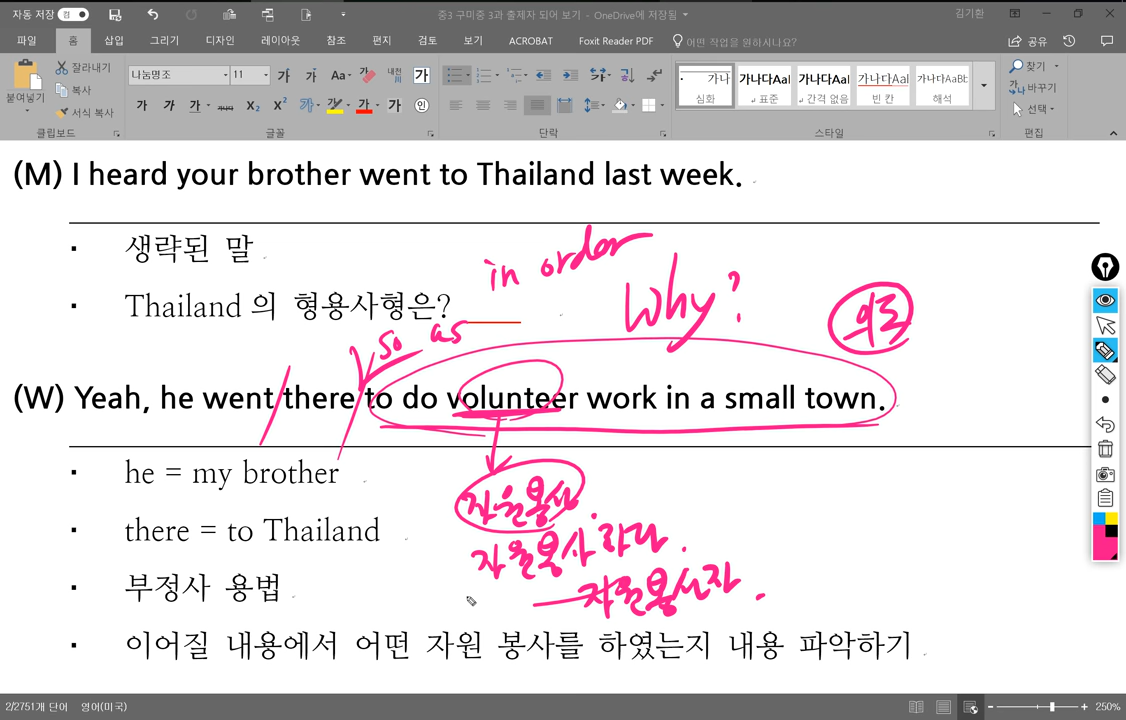 자동 저장 컴 중3 구미중 3과 출제자 되어 보기 - OneDrive에 저장됨 김기환
파일 홈 삽입 그리기 디자인 레이아웃 참조 편지 검토 보기 ACROBAT Foxit Reader PDF 어떤 작업을 원하시나요? 공유
붙여넣기 잘라내기 복사 서식 복사
나눔명조 11
가나 심화
가나다AaI 표준
가나다AaI 간격 없음
가나다AaI 빈 칸
가나다AaBb 해석
찾기 바꾸기 선택
클립보드 글꼴 단락 스타일 편집
(M) I heard your brother went to Thailand last week.
생략된 말
in order
Why?
Thailand 의 형용사형은?
의도
so as
(W) Yeah, he went there to do volunteer work in a small town.
he = my brother
자원봉사
there = to Thailand
자원봉사 하다.
부정사 용법
자원봉사자.
이어질 내용에서 어떤 자원 봉사를 하였는지 내용 파악하기
2/2751개 단어 영어(미국) 250%